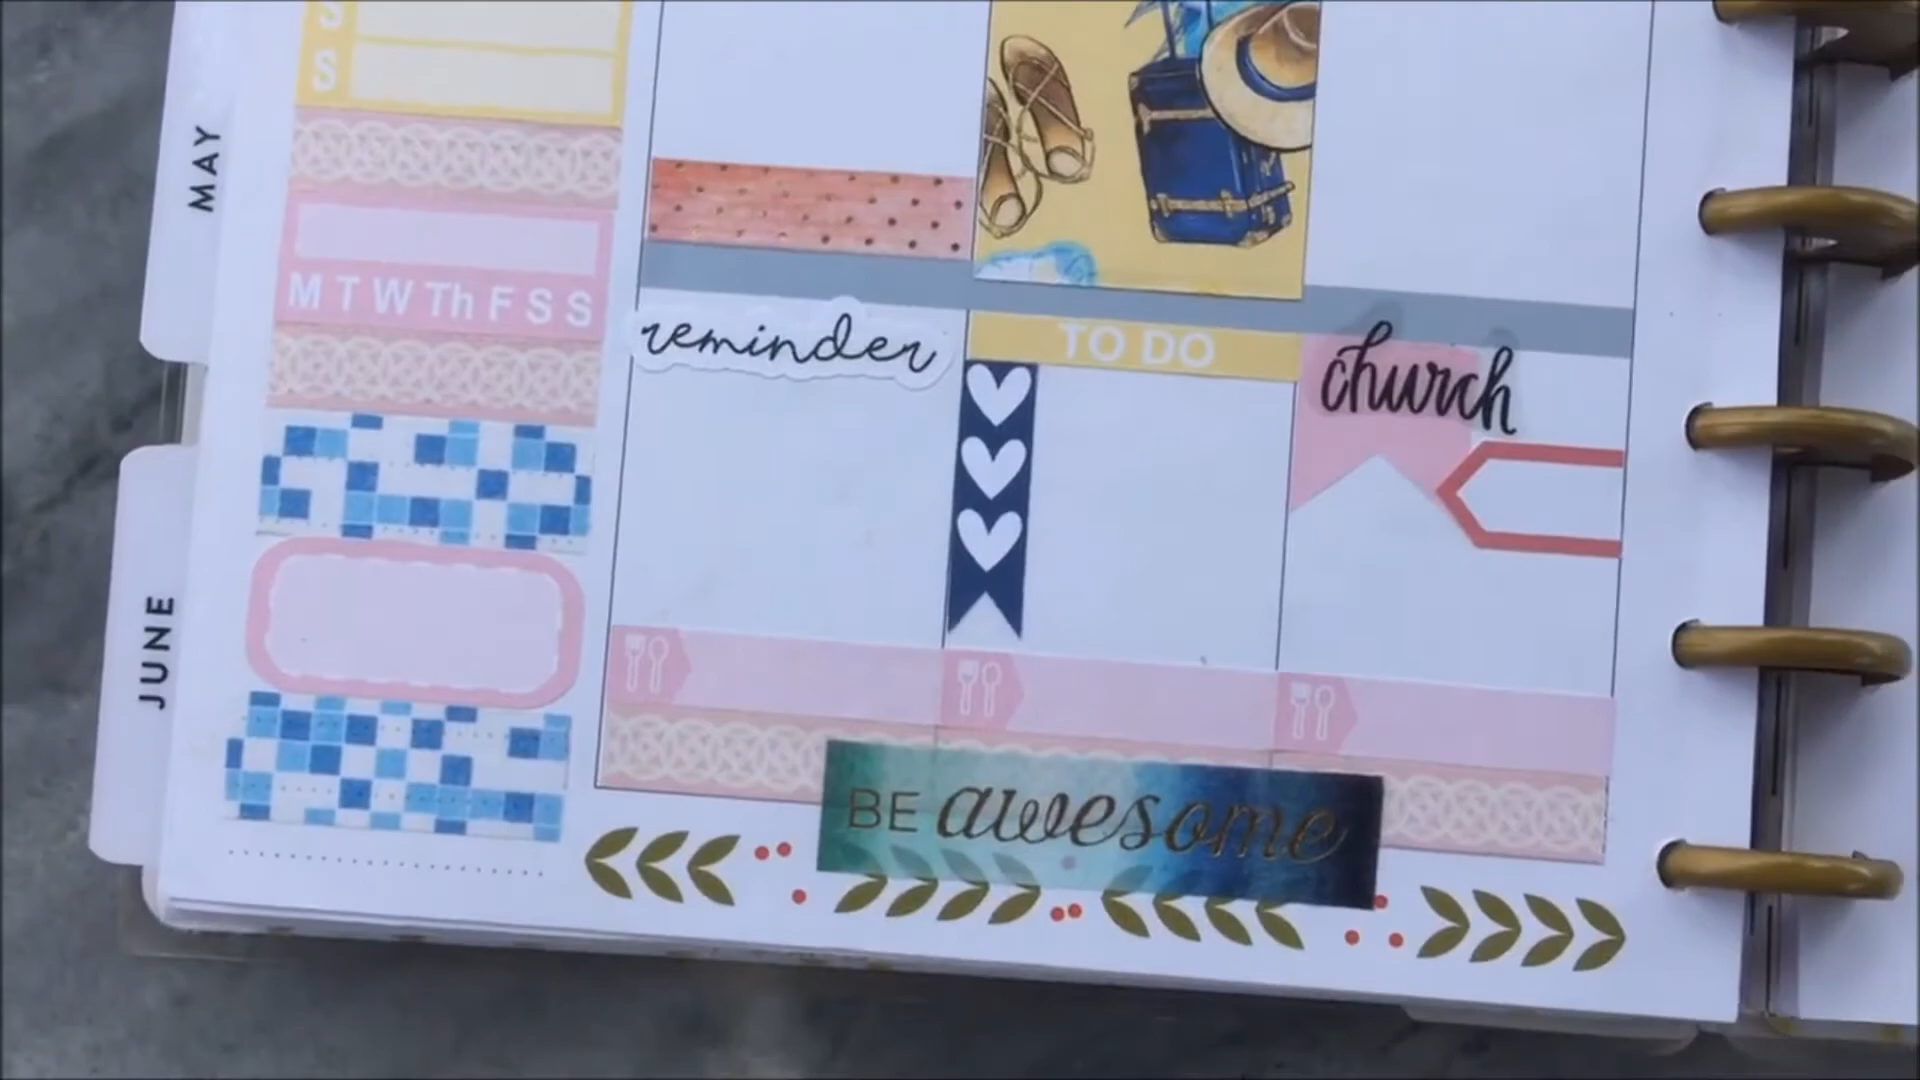 S
S
MAY
M T W Th F S S
reminder
TO DO
church
JUNE
BE awesome